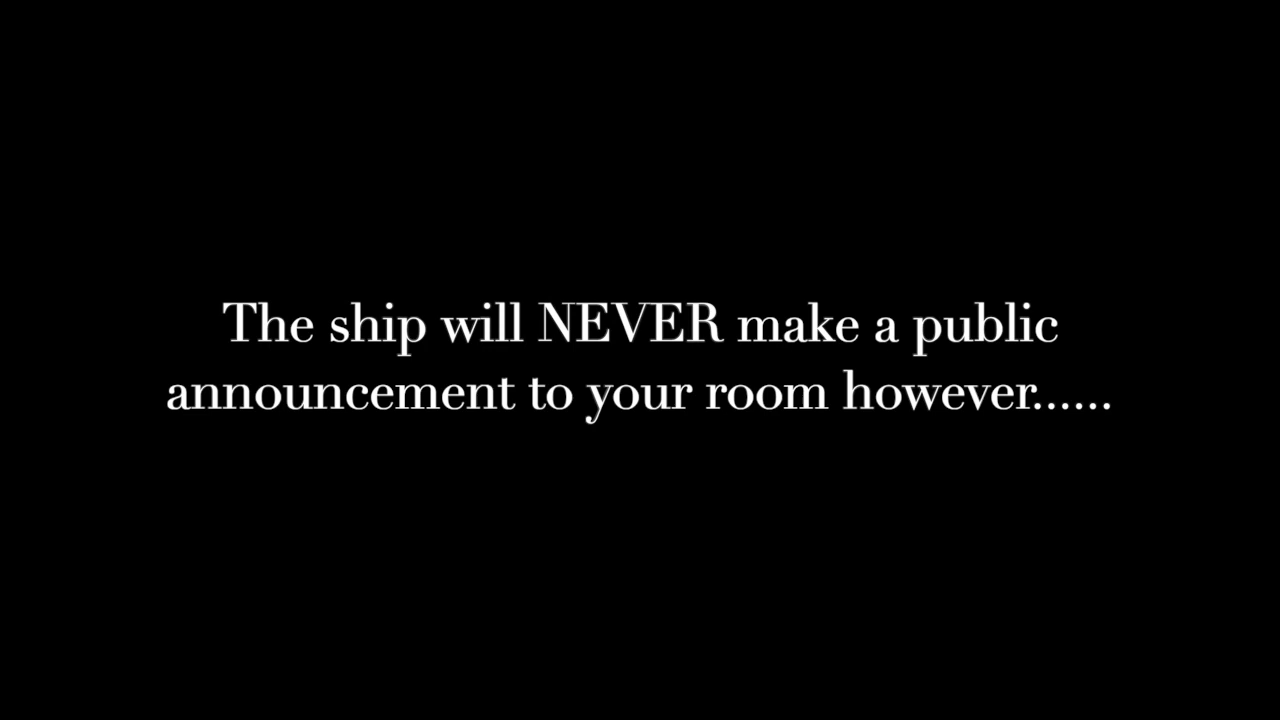 The ship will NEVER make a public
announcement to your room however......